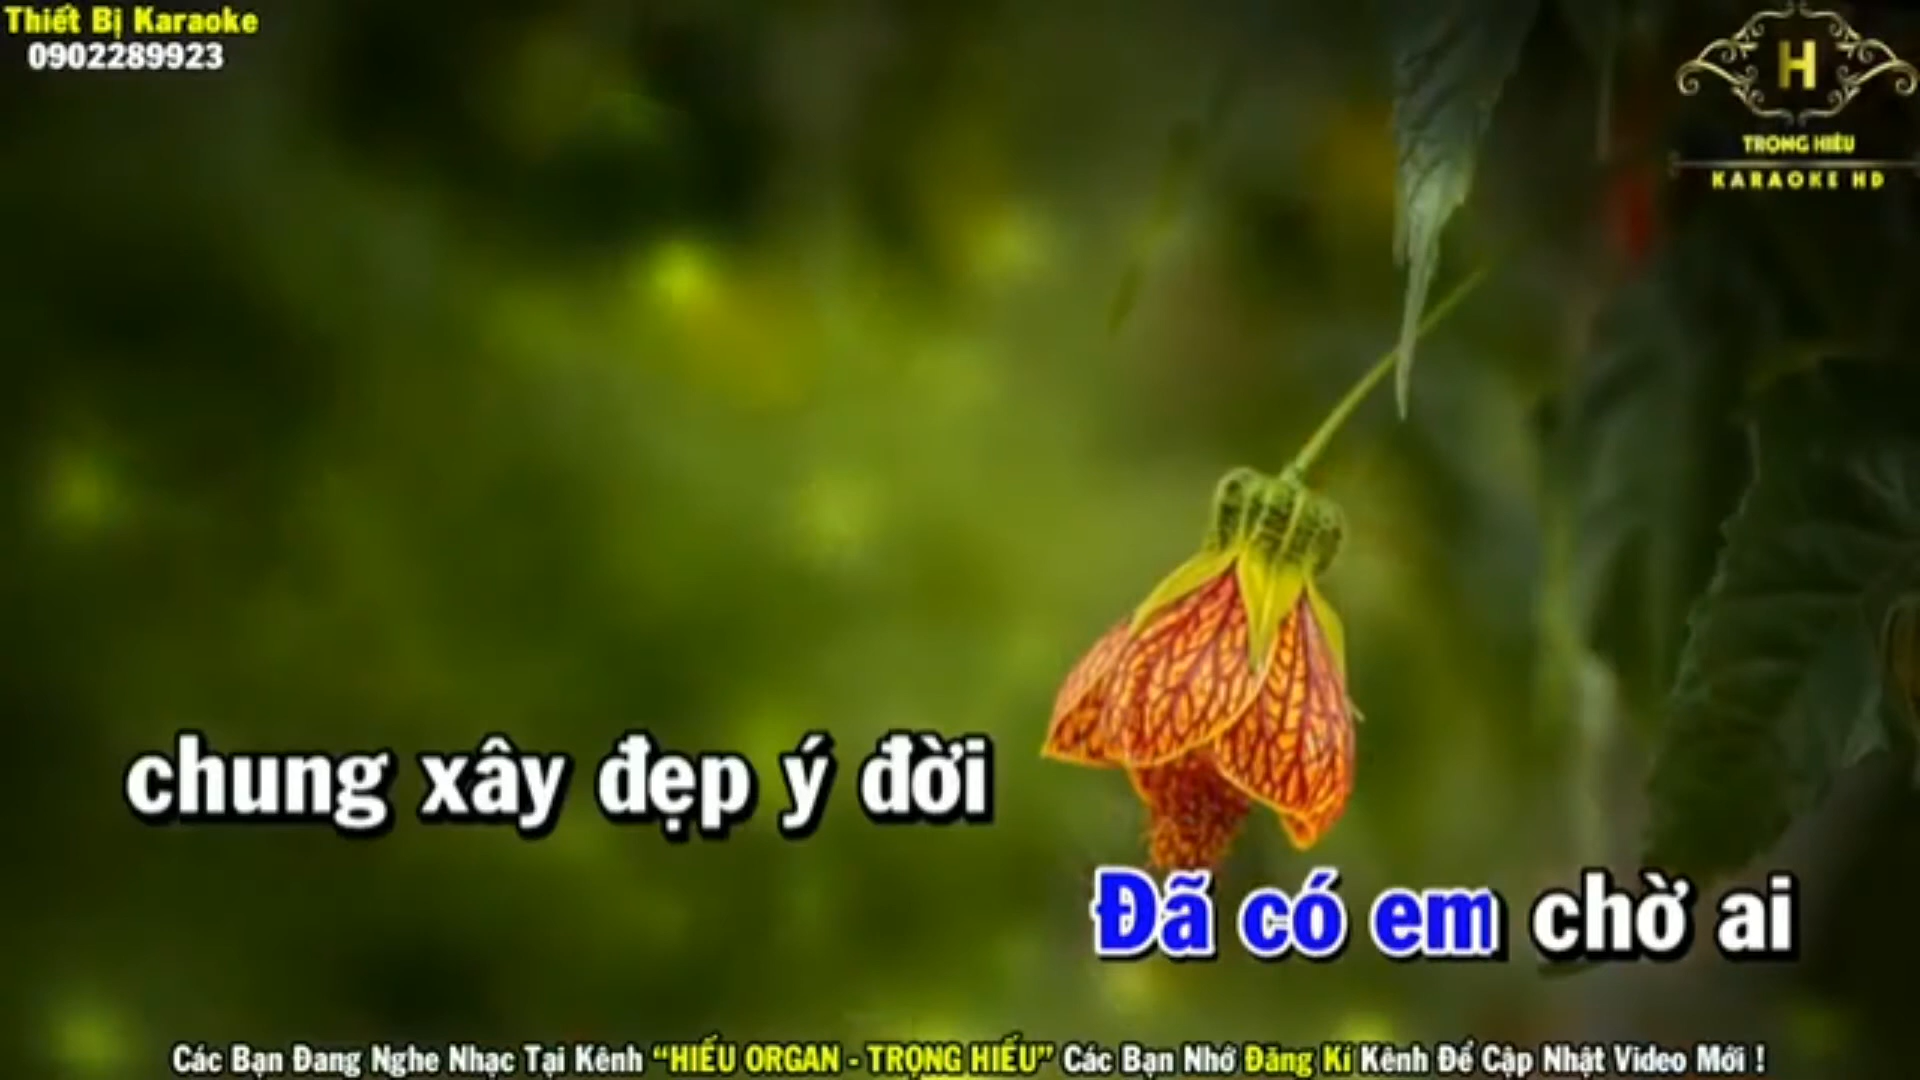 Thiết Bị Karaoke
0902289923
H
TRỌNG HIẾU
KARAOKE HD
chung xây đẹp ý đời
Đã có em chờ ai
Các Bạn Đang Nghe Nhạc Tại Kênh “HIẾU ORGAN - TRỌNG HIẾU” Các Bạn Nhớ Đăng Kí Kênh Để Cập Nhật Video Mới !